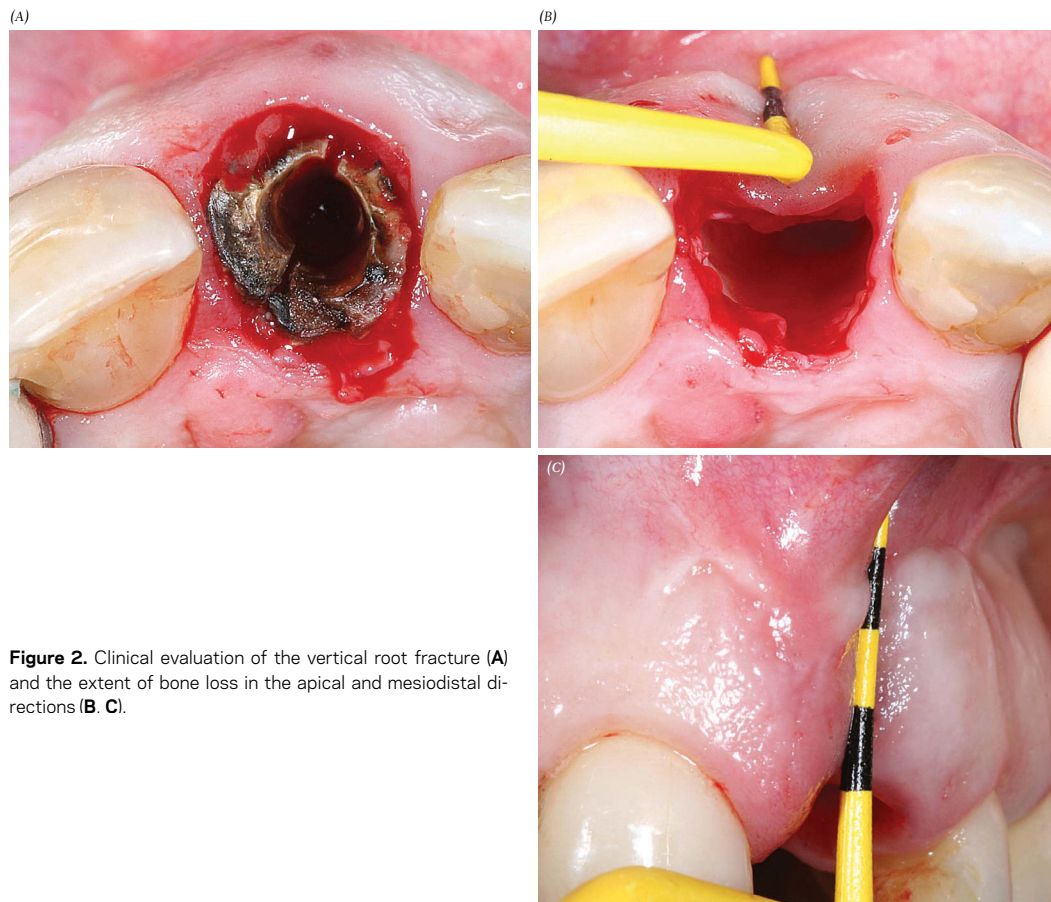 (A)
(B)
(C)
Figure 2. Clinical evaluation of the vertical root fracture (A)
and the extent of bone loss in the apical and mesiodistal di-
rections (B, C).